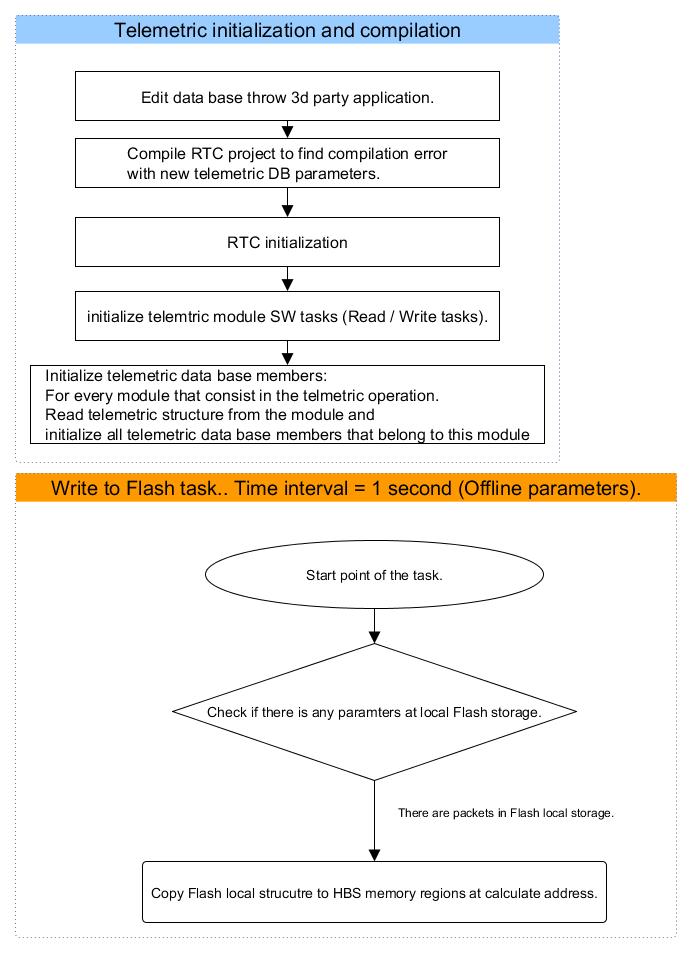 Telemetric initialization and compilation
Edit data base throw 3d party application.
Compile RTC project to find compilation error
with new telemetric DB parameters.
RTC initialization
initialize telemtric module SW tasks (Read / Write tasks).
Initialize telemetric data base members:
For every module that consist in the telmetric operation.
Read telemetric structure from the module and
initialize all telemetric data base members that belong to this module
Write to Flash task.. Time interval = 1 second (Offline parameters).
Start point of the task.
Check if there is any paramters at local Flash storage.
There are packets in Flash local storage.
Copy Flash local strucutre to HBS memory regions at calculate address.